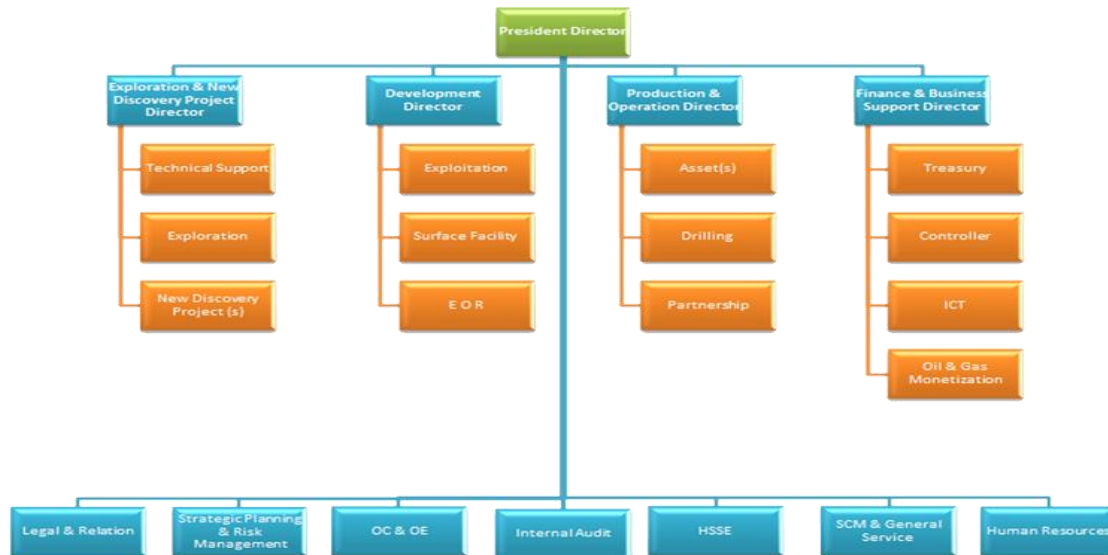 President Director
Exploration & New
Discovery Project
Director
Development
Director
Production &
Operation Director
Finance & Business
Support Director
Technical Support
Exploitation
Asset(s)
Treasury
Exploration
Surface Facility
Drilling
Controller
New Discovery
Project (s)
E O R
Partnership
ICT
Oil & Gas
Monetization
Legal & Relation
Strategic Planning
& Risk
Management
OC & OE
Internal Audit
HSSE
SCM & General
Service
Human Resources